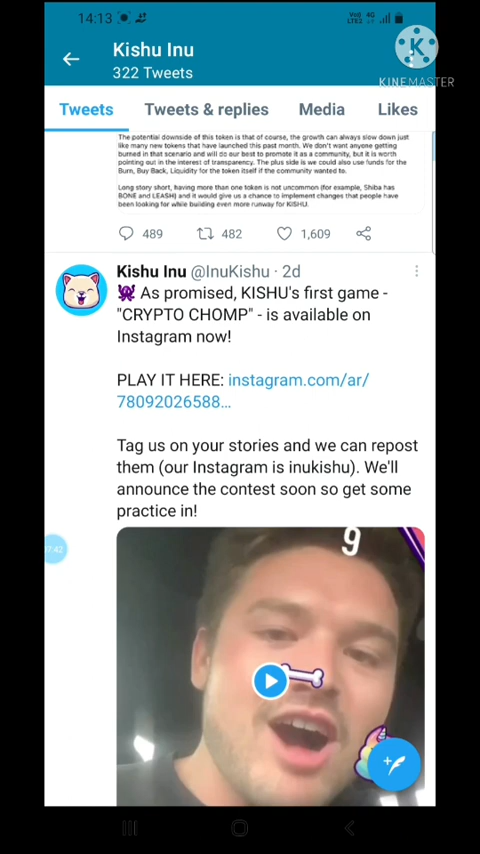 14:13
Voo 4G
LTE2
Kishu Inu
322 Tweets
K
KINEMASTER
Tweets
Tweets & replies
Media
Likes
The potential downside of this token is that of course, the growth can always slow down just
like many new tokens that have launched this past month. We don't want anyone getting
burned in that scenario and will do our best to promote it as a community, but it is worth
pointing out in the interest of transparency. The plus side is we could also use funds for the
Burn, Buy Back, Liquidity for the token itself if the community wanted to.
Long story short, having more than one token is not uncommon (for example, Shiba has
BONE and LEASH) and it would give us a chance to implement changes that people have
been looking for while building even more runway for KISHU.
489
482
1,609
Kishu Inu @InuKishu · 2d
As promised, KISHU's first game -
"CRYPTO CHOMP" - is available on
Instagram now!
PLAY IT HERE: instagram.com/ar/
78092026588...
Tag us on your stories and we can repost
them (our Instagram is inukishu). We'll
announce the contest soon so get some
practice in!
9